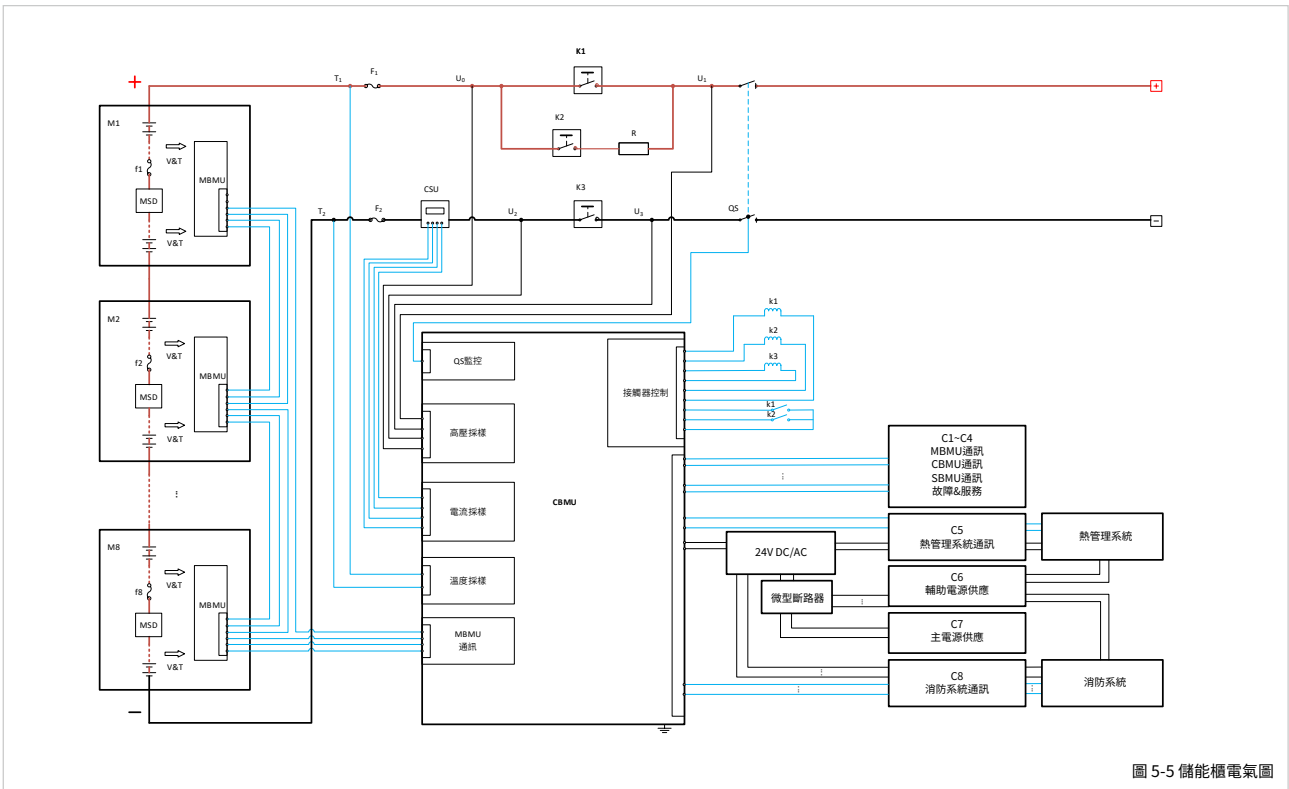 K1
T₁
F₁
U₀
U₁
+
+
K2
R
M1
f1
V&T
MBMU
MSD
V&T
CSU
K3
T₂
F₂
U₂
U₃
QS
−
M2
f2
V&T
MBMU
MSD
V&T
⋮
M8
f8
V&T
MBMU
MSD
V&T
−
QS監控
高壓採樣
電流採樣
溫度採樣
MBMU
通訊
CBMU
接觸器控制
k1
k2
k3
k1
k2
⋮
C1~C4
MBMU通訊
CBMU通訊
SBMU通訊
故障&服務
24V DC/AC
微型斷路器
⋮
C5
熱管理系統通訊
熱管理系統
C6
輔助電源供應
C7
主電源供應
⋮
⋮
C8
消防系統通訊
⋮
消防系統
圖 5-5 儲能櫃電氣圖